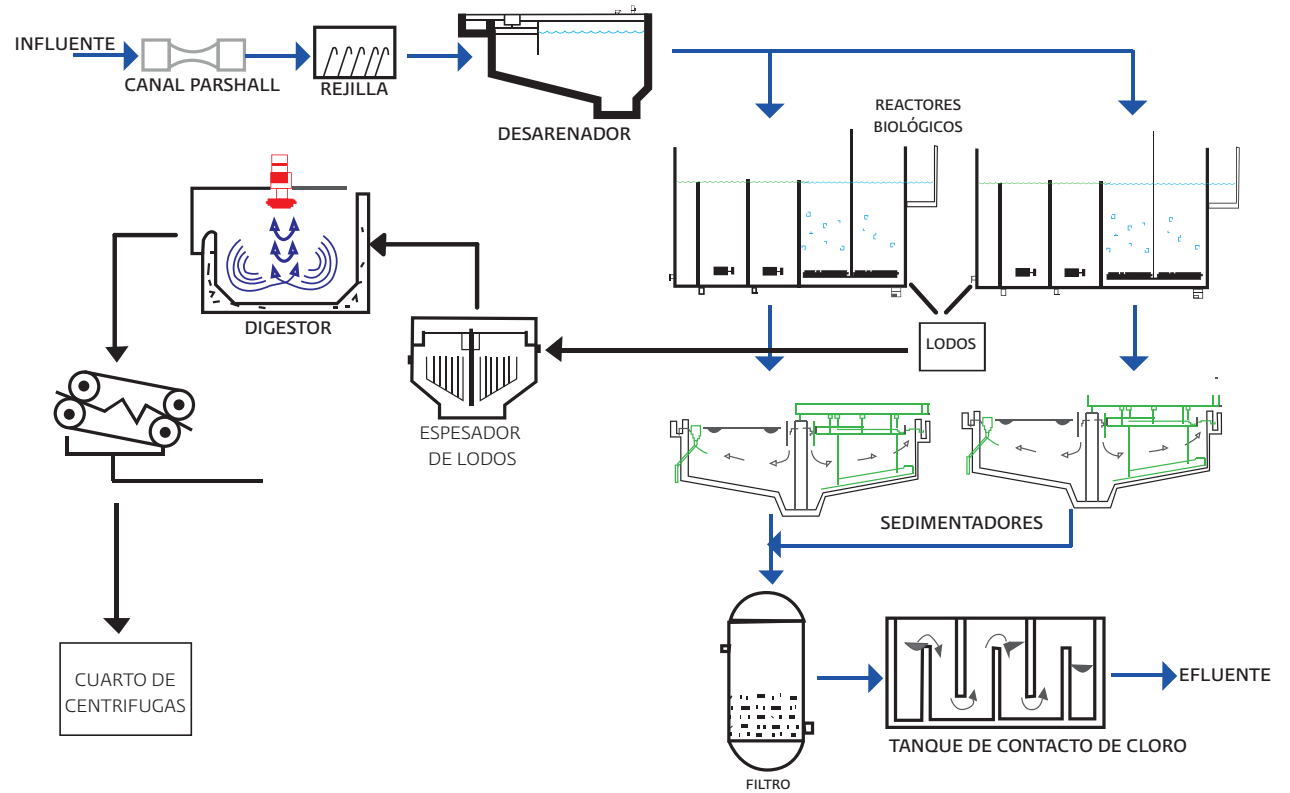 INFLUENTE
CANAL PARSHALL
REJILLA
DESARENADOR
REACTORES
BIOLÓGICOS
DIGESTOR
LODOS
ESPESADOR
DE LODOS
SEDIMENTADORES
CUARTO DE
CENTRIFUGAS
EFLUENTE
TANQUE DE CONTACTO DE CLORO
FILTRO